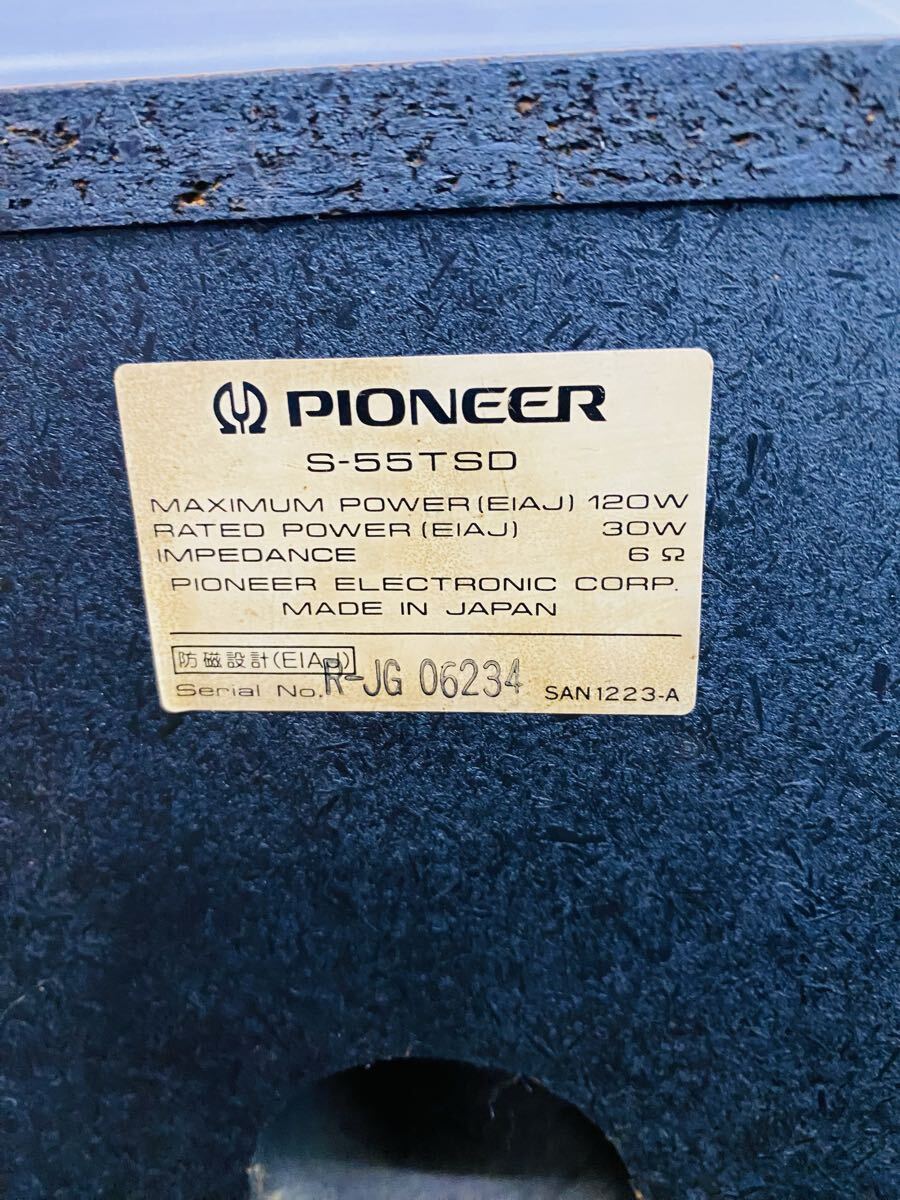 PIONEER
S-55TSD
MAXIMUM POWER(EIAJ) 120W
RATED POWER(EIAJ) 30W
IMPEDANCE 6Ω
PIONEER ELECTRONIC CORP.
MADE IN JAPAN
防磁設計(EIAJ)
Serial No. R-JG 06234 SAN1223-A